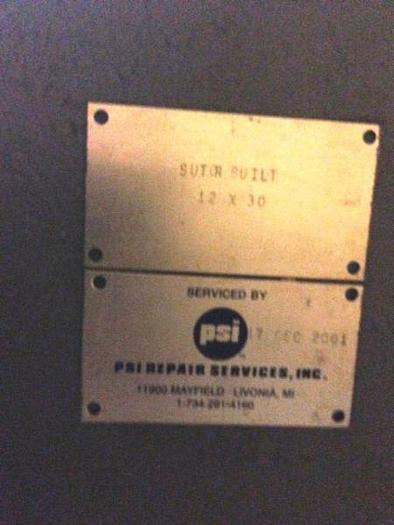 SUTOR BUILT
12 X 30
SERVICED BY
psi
17 DEC 2001
PSI REPAIR SERVICES, INC.
11900 MAYFIELD LIVONIA, MI
1-734-261-4160